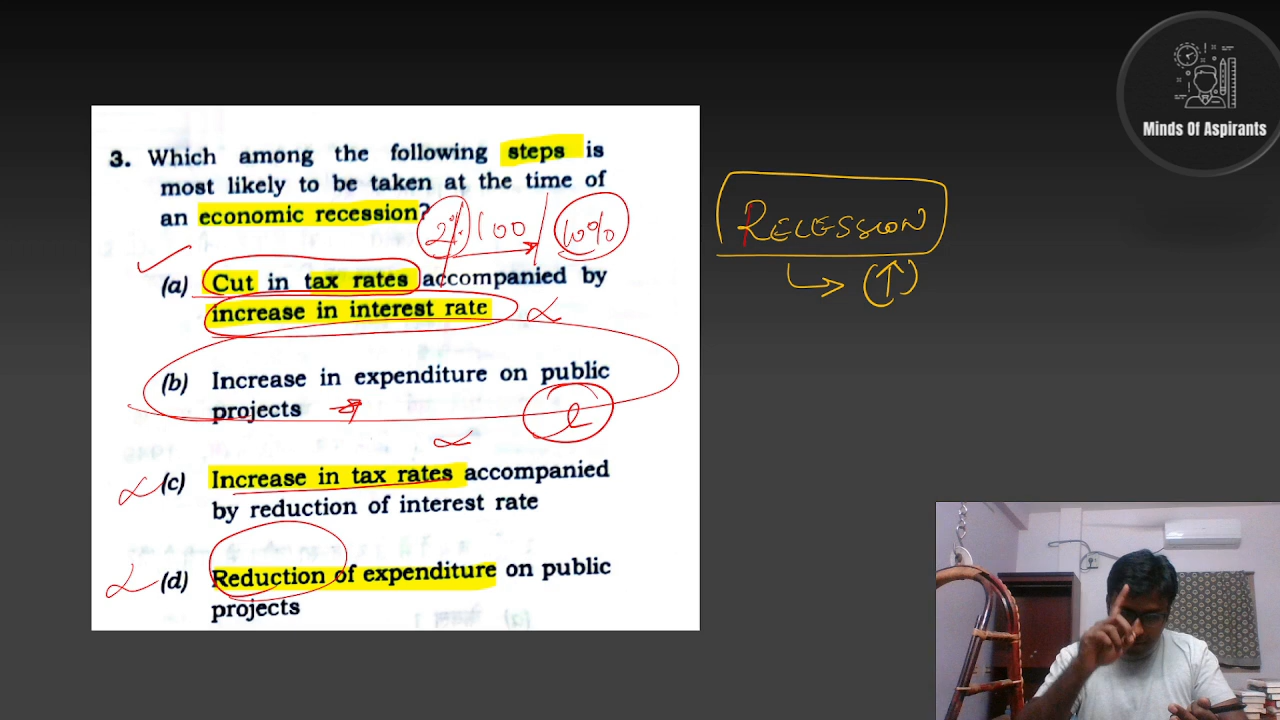 Minds Of Aspirants
3. Which among the following steps is
most likely to be taken at the time of
an economic recession?
2% 100 10%
RECESSION
(a) Cut in tax rates accompanied by
increase in interest rate
(b) Increase in expenditure on public
projects
(c) Increase in tax rates accompanied
by reduction of interest rate
(d) Reduction of expenditure on public
projects